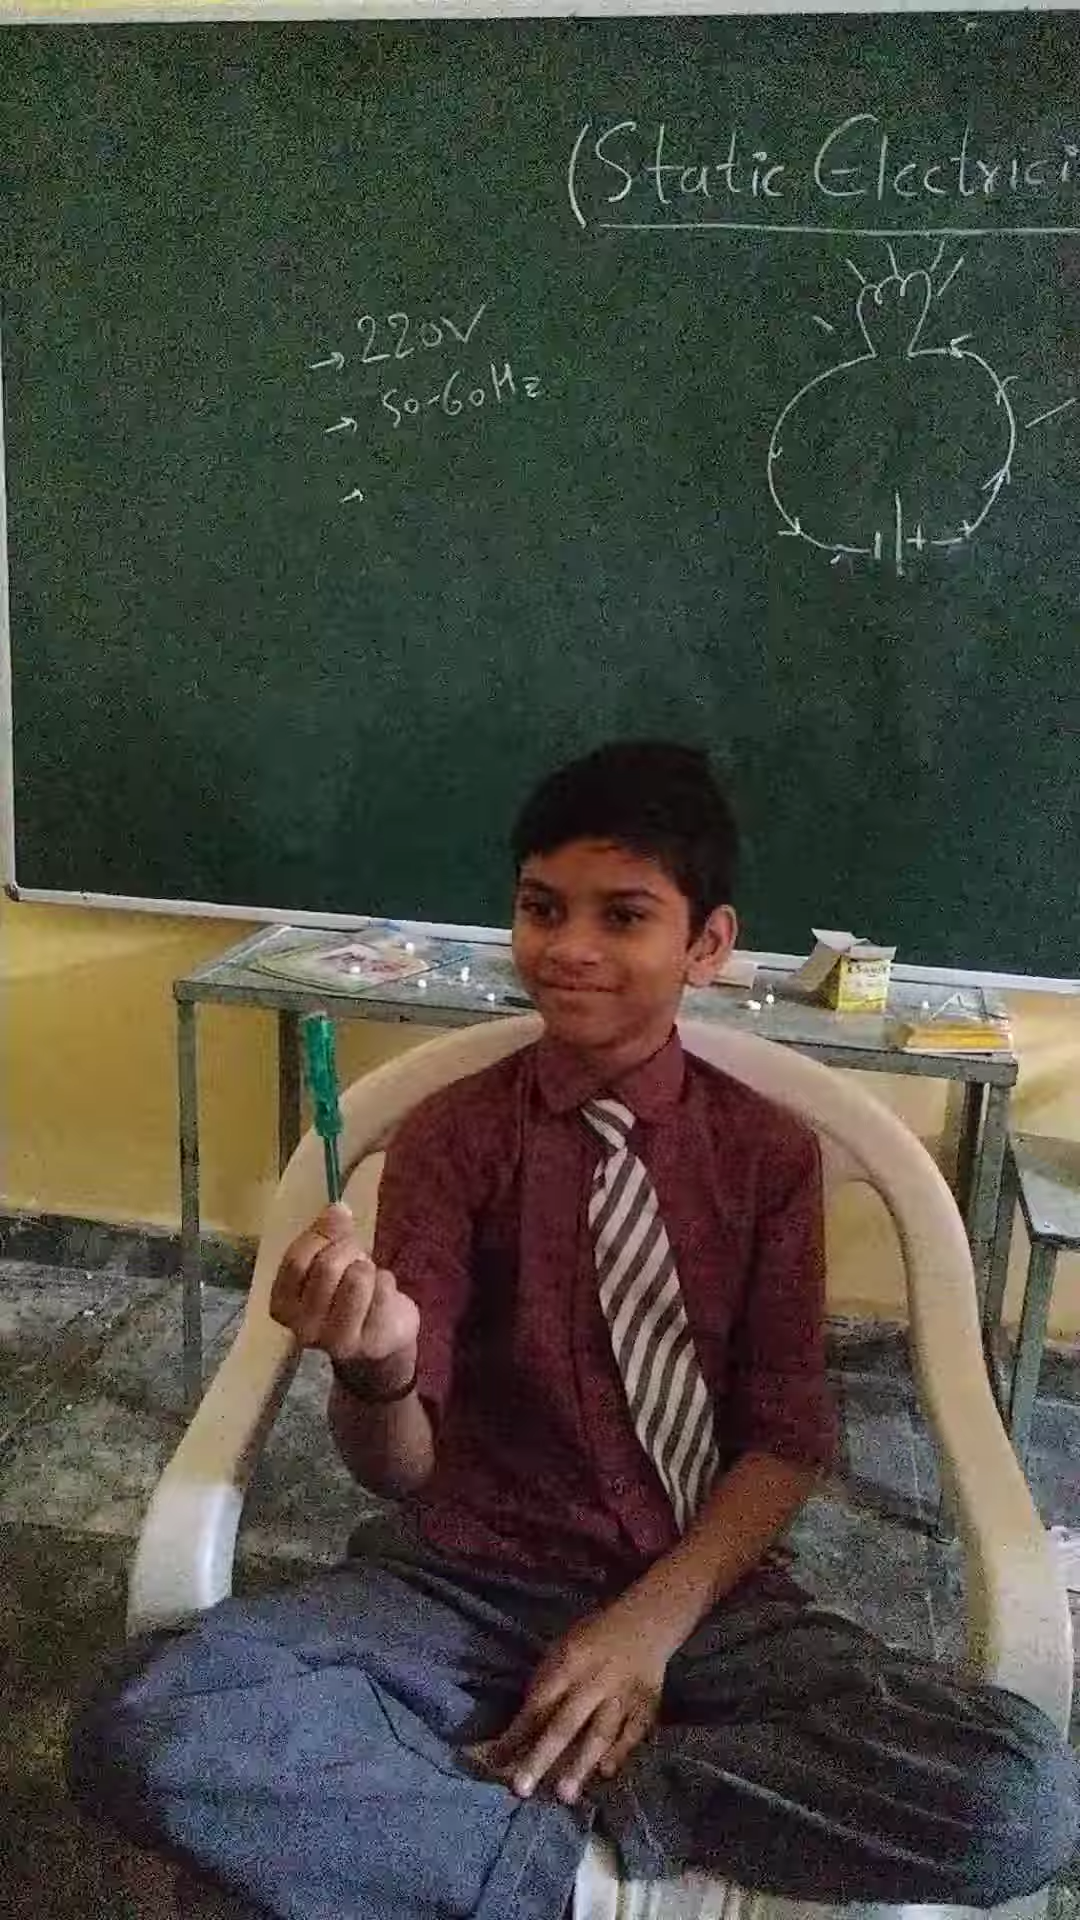 (Static Electrici
→ 220V
→ 50-60Hz
+